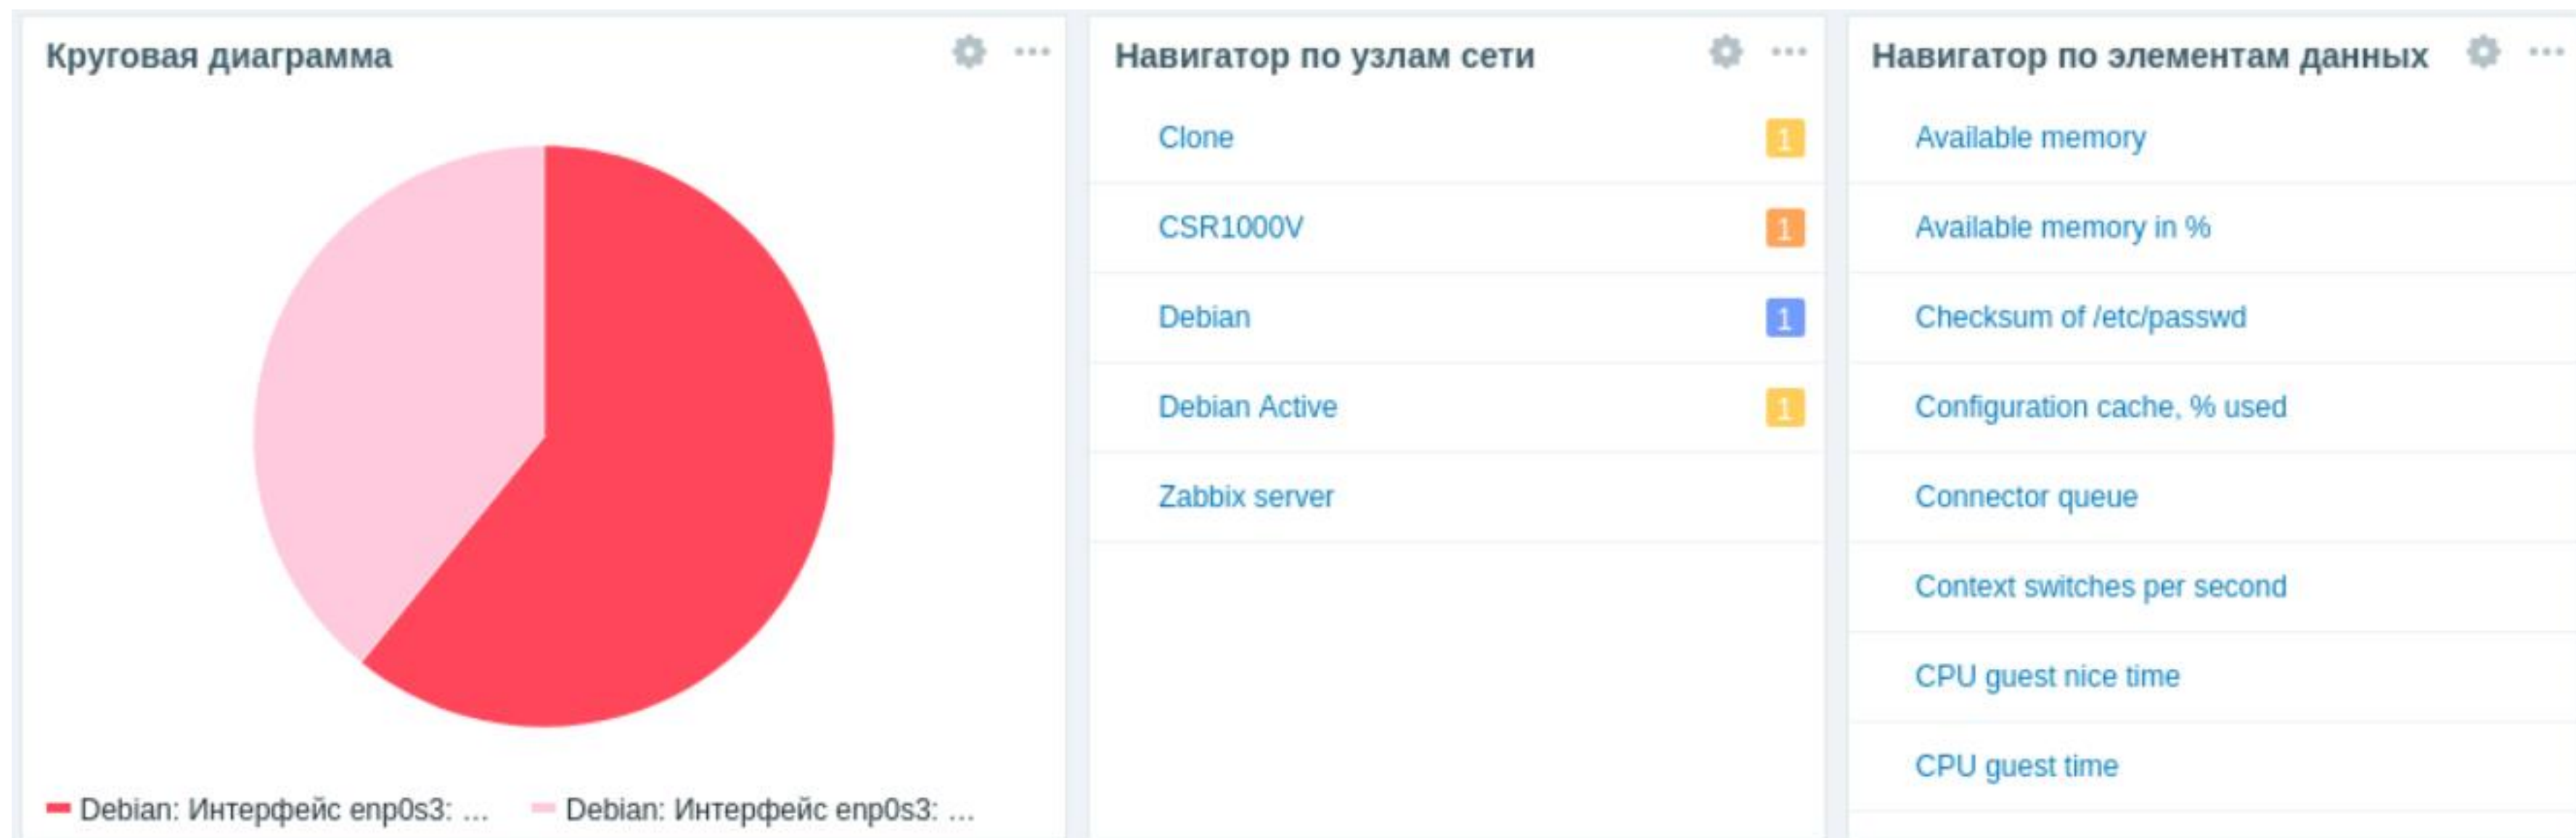 Круговая диаграмма
Debian: Интерфейс enp0s3: ...
Debian: Интерфейс enp0s3: ...
Навигатор по узлам сети
Clone 1
CSR1000V 1
Debian 1
Debian Active 1
Zabbix server
Навигатор по элементам данных
Available memory
Available memory in %
Checksum of /etc/passwd
Configuration cache, % used
Connector queue
Context switches per second
CPU guest nice time
CPU guest time